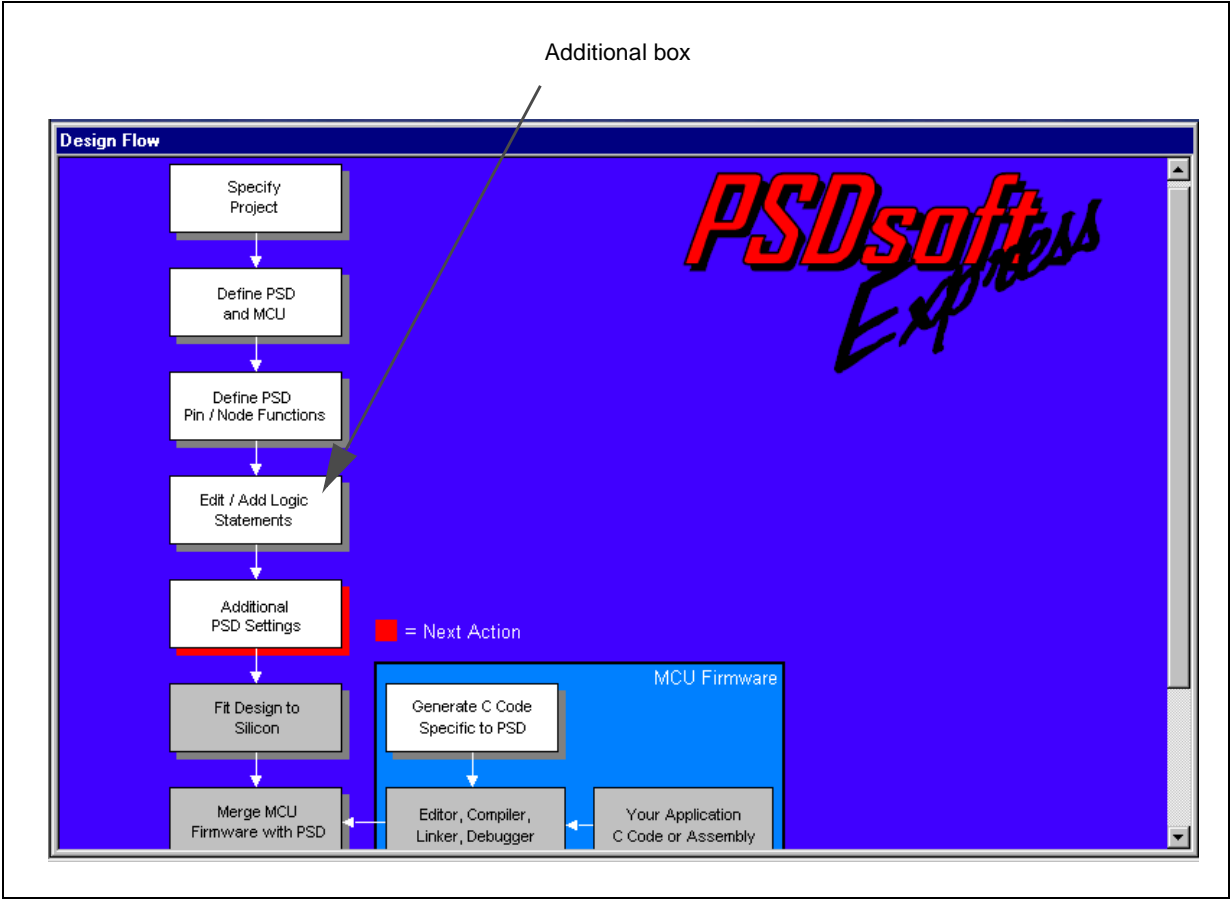 Additional box
Design Flow
Specify
Project
PSDsoft
Express
Define PSD
and MCU
Define PSD
Pin / Node Functions
Edit / Add Logic
Statements
Additional
PSD Settings
= Next Action
MCU Firmware
Fit Design to
Silicon
Generate C Code
Specific to PSD
Merge MCU
Firmware with PSD
Editor, Compiler,
Linker, Debugger
Your Application
C Code or Assembly